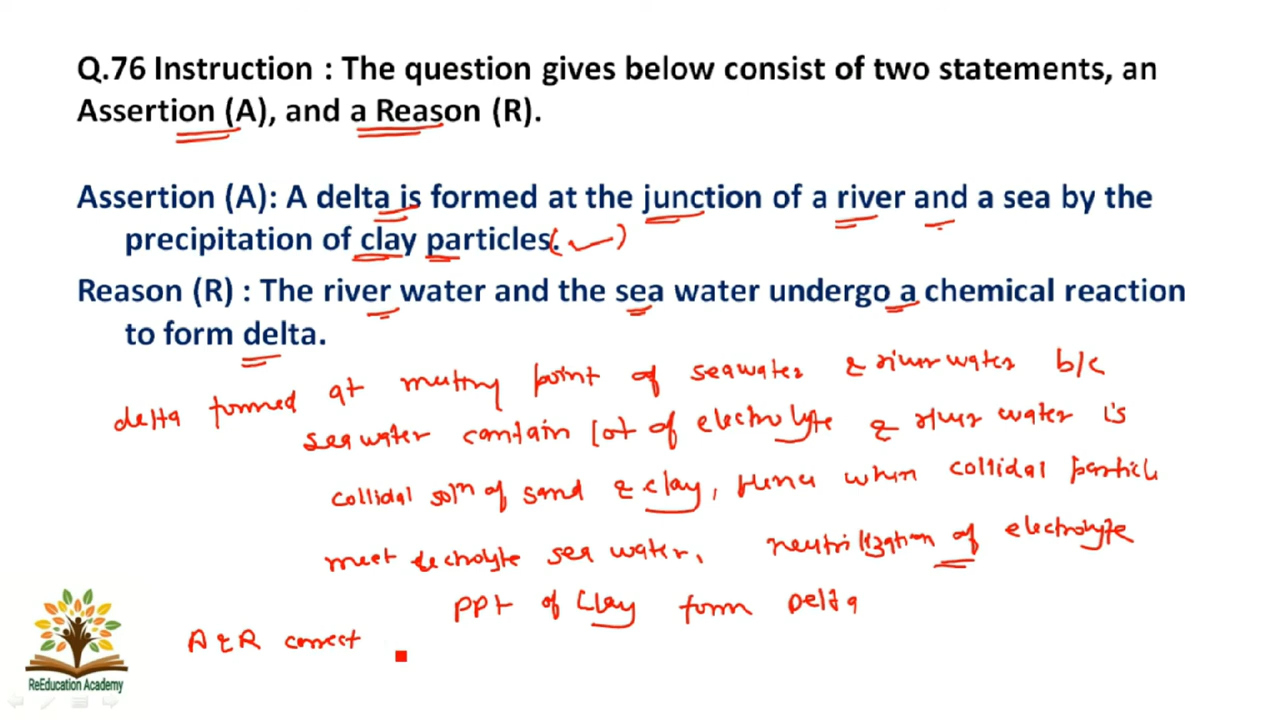 Q.76 Instruction : The question gives below consist of two statements, an
Assertion (A), and a Reason (R).
Assertion (A): A delta is formed at the junction of a river and a sea by the
precipitation of clay particles. (✓)
Reason (R) : The river water and the sea water undergo a chemical reaction
to form delta.
delta formed at mutiny point of seawater & river water b/c
sea water contain lot of electrolyte & river water is
collidal soln of sand & clay, Hence when collidal particle
meet electrolyte sea water, neutrilization of electrolyte
PPt of Clay form Delta
A & R correct
ReEducation Academy